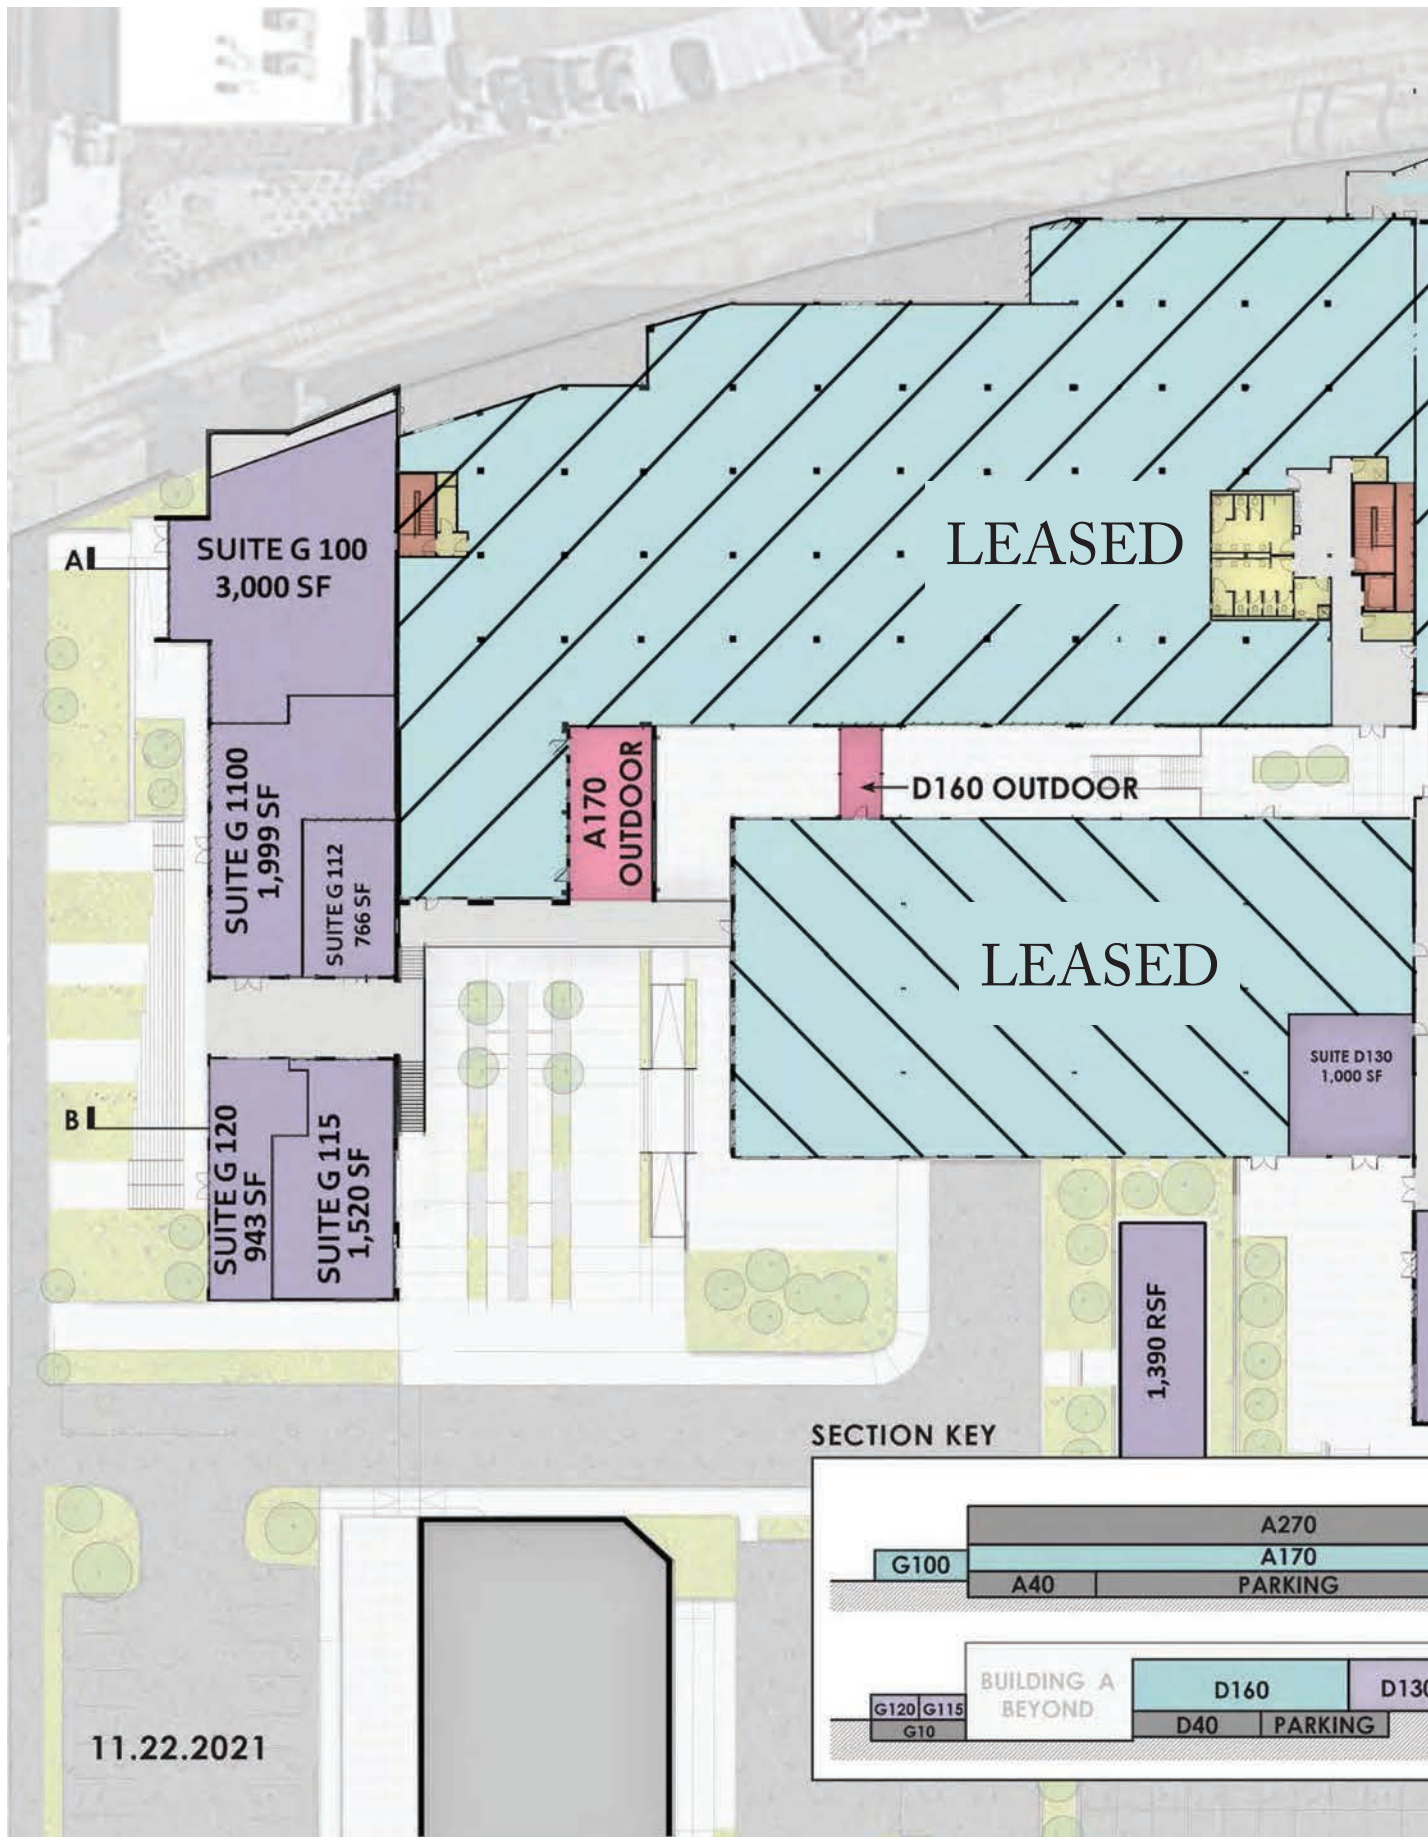 LEASED
SUITE G 100
3,000 SF
A
SUITE G 1100
1,999 SF
SUITE G 112
766 SF
A170
OUTDOOR
D160 OUTDOOR
LEASED
SUITE D130
1,000 SF
B
SUITE G 120
943 SF
SUITE G 115
1,520 SF
1,390 RSF
SECTION KEY
A270
G100
A170
A40
PARKING
BUILDING A
BEYOND
D160
D130
G120
G115
G10
D40
PARKING
11.22.2021